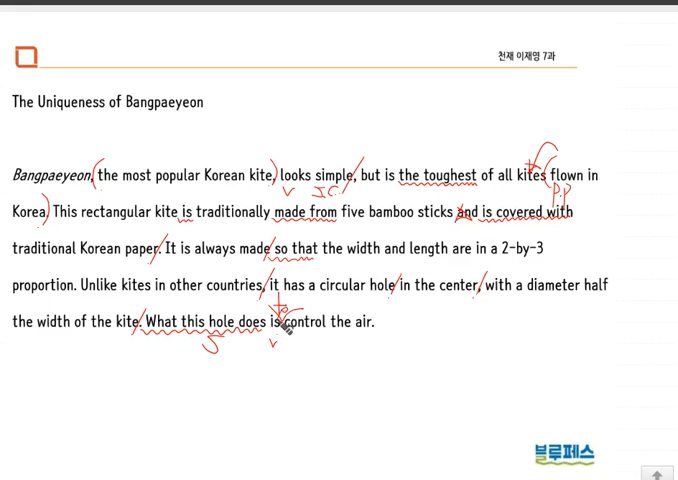 천재 이재영 7과
The Uniqueness of Bangpaeyeon
Bangpaeyeon, the most popular Korean kite, looks simple, but is the toughest of all kites flown in
v S.C. p.p
Korea. This rectangular kite is traditionally made from five bamboo sticks and is covered with
traditional Korean paper. It is always made so that the width and length are in a 2-by-3
proportion. Unlike kites in other countries, it has a circular hole in the center, with a diameter half
to
the width of the kite. What this hole does is control the air.
S v
블루페스